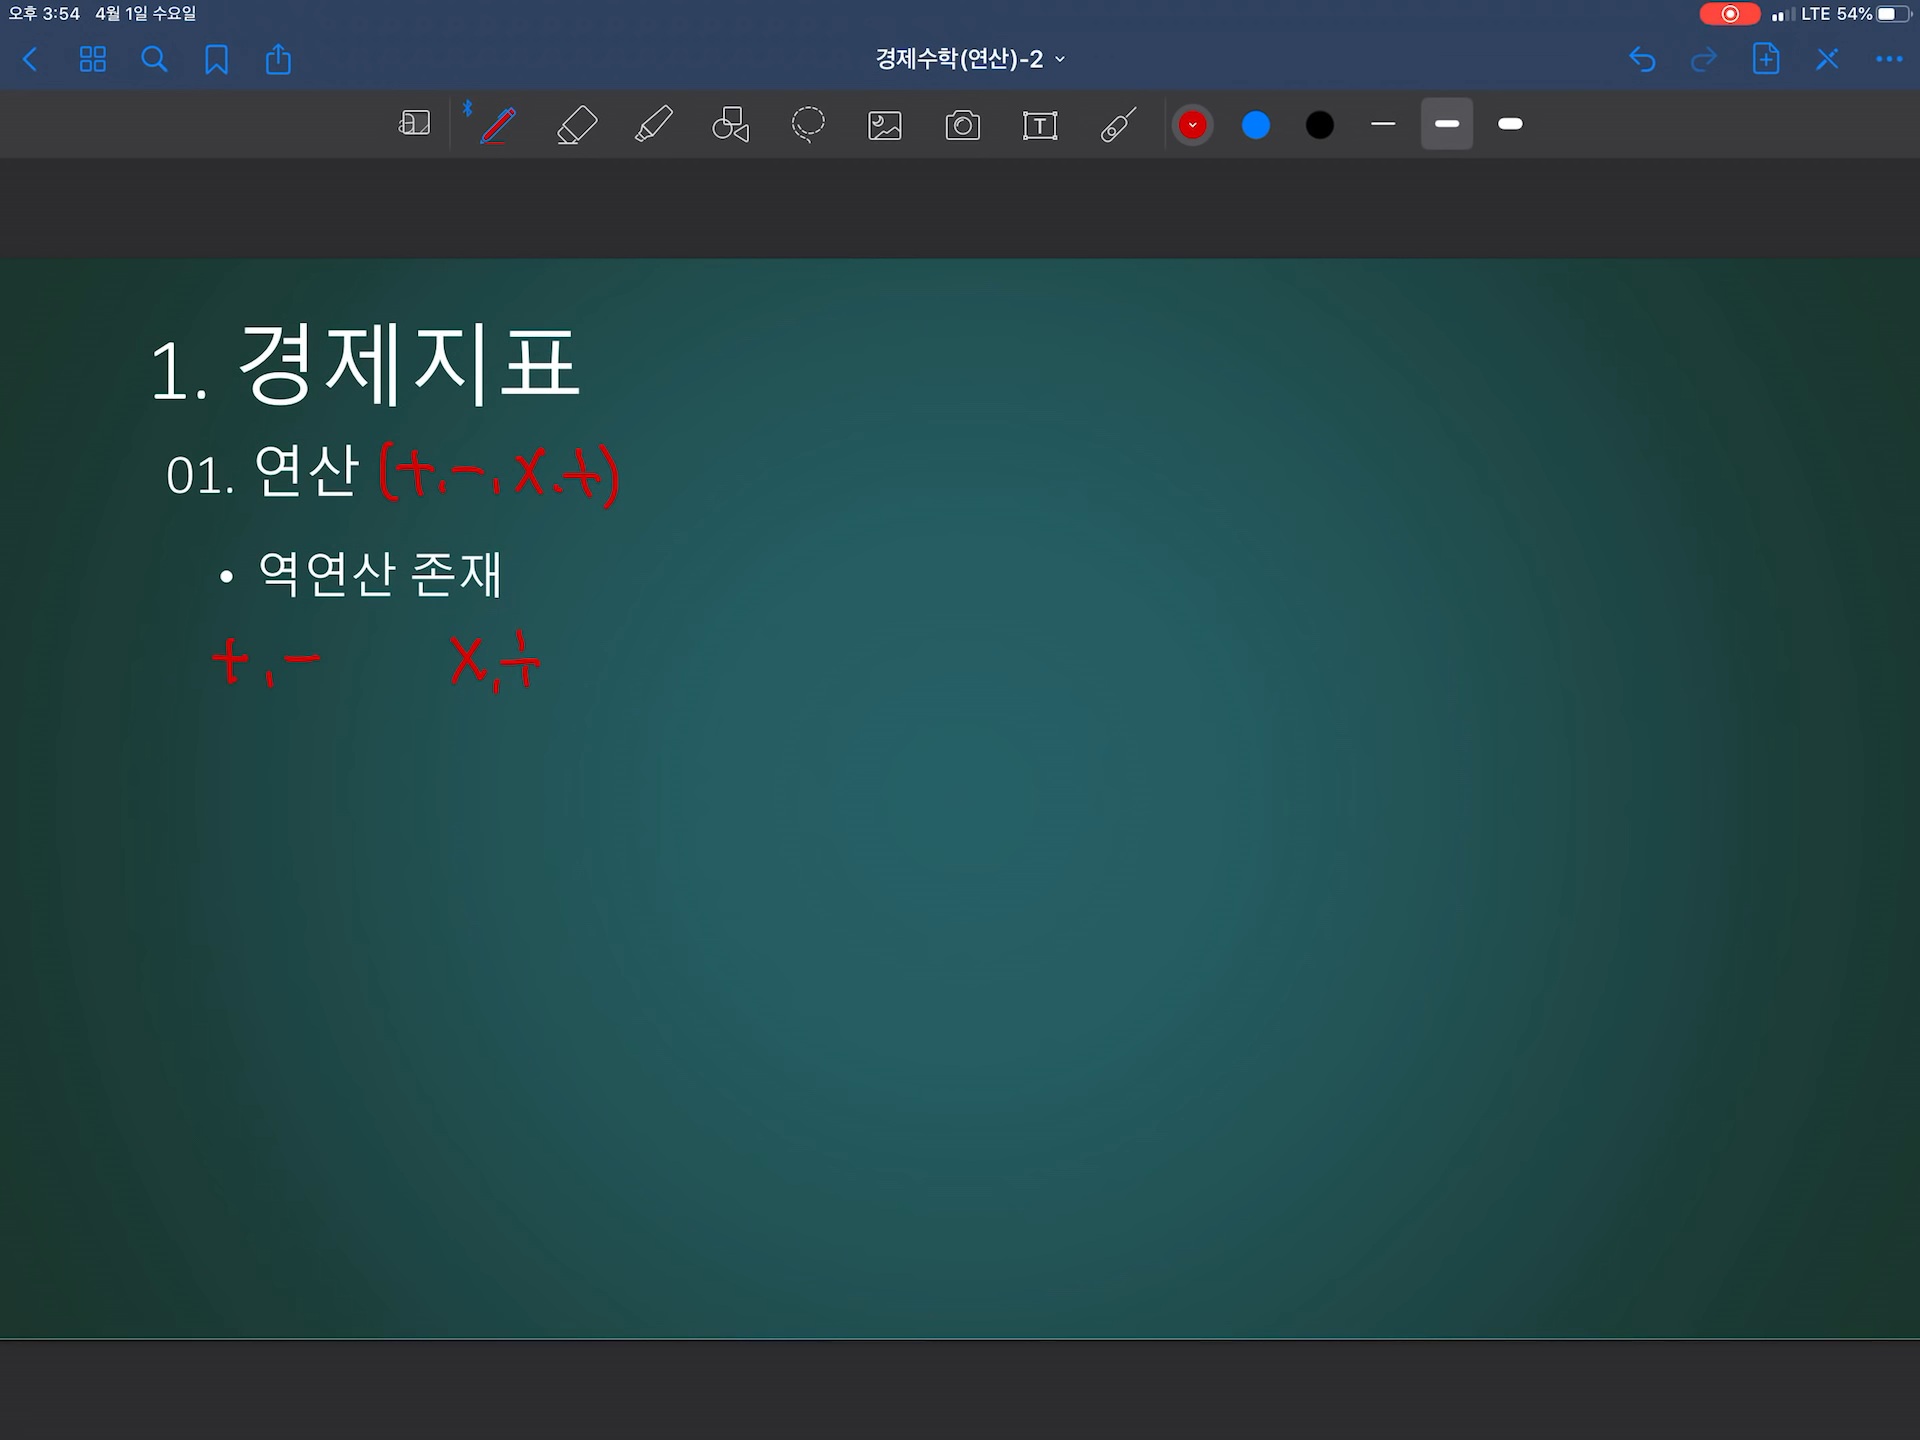 오후 3:54 4월 1일 수요일
LTE 54%
경제수학(연산)-2
T
1. 경제지표
01. 연산 (+,-,×.÷)
• 역연산 존재
+,- ×,÷